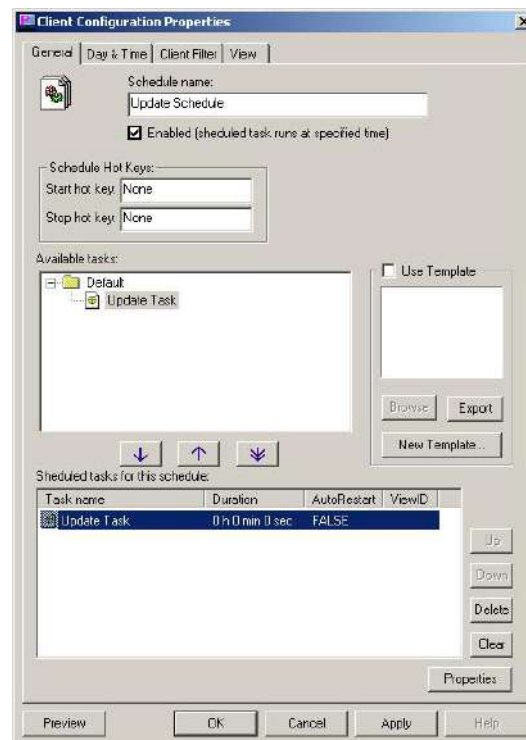 Client Configuration Properties
General Day & Time Client Filter View
Schedule name:
Update Schedule
Enabled (sheduled task runs at specified time)
Schedule Hot Keys:
Start hot key: None
Stop hot key: None
Available tasks:
Default
Update Task
Use Template
Browse Export
New Template...
Sheduled tasks for this schedule:
Task name Duration AutoRestart ViewID
Update Task 0 h 0 min 0 sec FALSE
Up
Down
Delete
Clear
Properties
Preview OK Cancel Apply Help